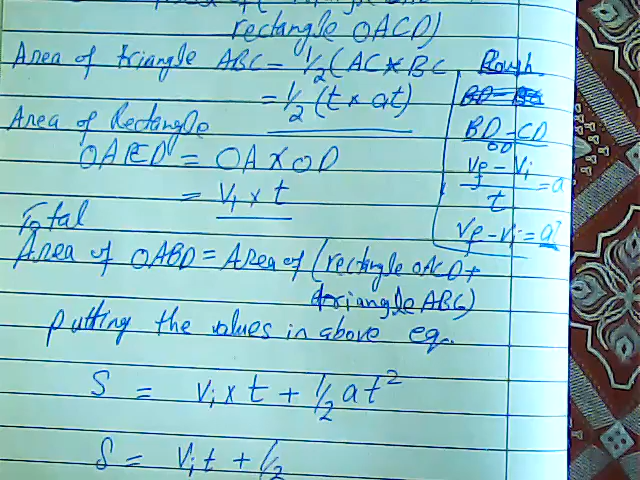 rectangle OACD)
Area of triangle ABC = 1/2 (AC × BC
= 1/2 (t × at)
Area of Rectangle
OACD = OA × OD
= Vi × t
Total
Area of OABD = Area of (rectangle OACD +
triangle ABC)
putting the values in above eq.
S = Vi × t + 1/2 at²
S = Vit + 1/2
Rough
BD - CD
OD
Vf - Vi
t
= a
Vf - Vi = at